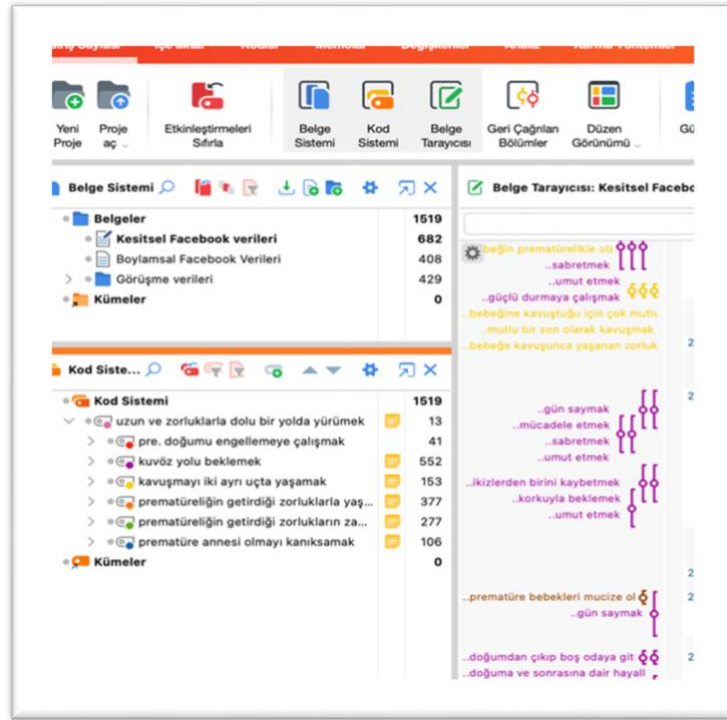 Yeni Proje
Proje aç
Etkinleştirmeleri Sıfırla
Belge Sistemi
Kod Sistemi
Belge Tarayıcısı
Geri Çağrılan Bölümler
Düzen Görünümü
Belge Sistemi
Belgeler 1519
Kesitsel Facebook verileri 682
Boylamsal Facebook Verileri 408
Görüşme verileri 429
Kümeler 0
Kod Siste...
Kod Sistemi 1519
uzun ve zorluklarla dolu bir yolda yürümek 13
pre. doğumu engellemeye çalışmak 41
kuvöz yolu beklemek 552
kavuşmayı iki ayrı uçta yaşamak 153
prematüreliğin getirdiği zorluklarla yaş... 377
prematüreliğin getirdiği zorlukların za... 277
prematüre annesi olmayı kanıksamak 106
Kümeler 0
Belge Tarayıcısı: Kesitsel Facebo
beğin prematürelikle ola
..sabretmek
..umut etmek
..güçlü durmaya çalışmak
..bebeğine kavuştuğu için çok mutlu
..mutlu bir son olarak kavuşmak
..bebeğe kavuşunca yaşanan zorluk
..gün saymak
..mücadele etmek
..sabretmek
..umut etmek
..ikizlerden birini kaybetmek
..korkuyla beklemek
..umut etmek
..prematüre bebekleri mucize ol
..gün saymak
..doğumdan çıkıp boş odaya git
..doğuma ve sonrasına dair hayall